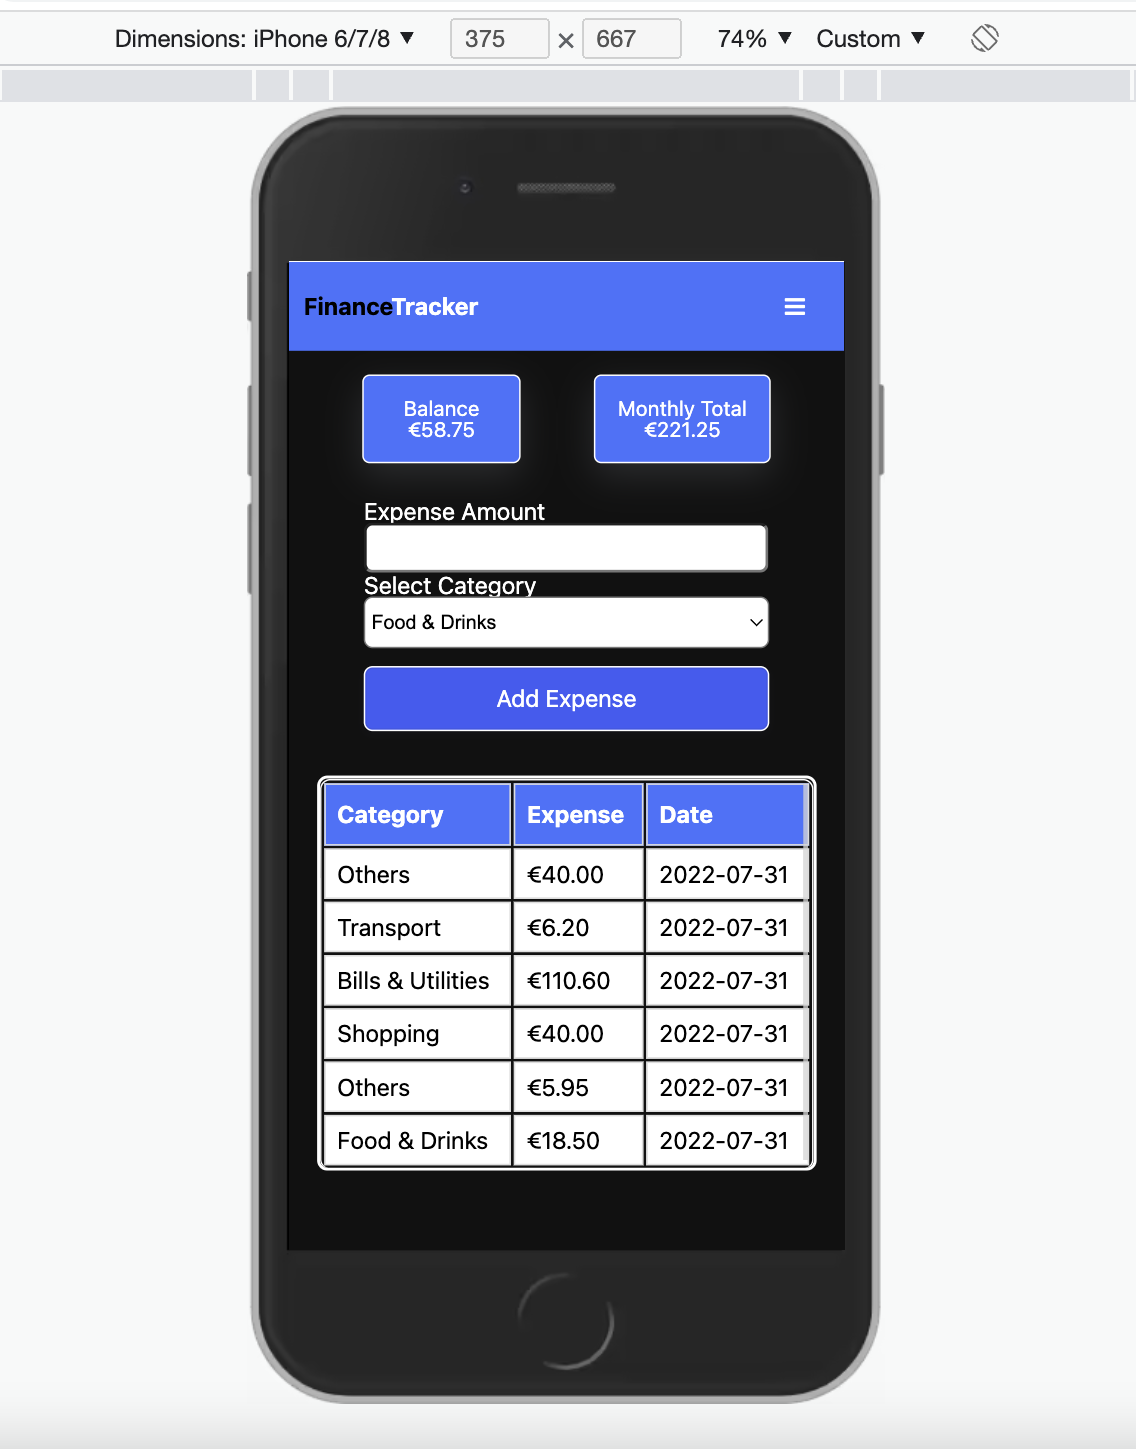 Dimensions: iPhone 6/7/8 ▼ 375 × 667 74% ▼ Custom ▼
FinanceTracker
Balance
€58.75
Monthly Total
€221.25
Expense Amount
Select Category
Food & Drinks
Add Expense
Category Expense Date
Others €40.00 2022-07-31
Transport €6.20 2022-07-31
Bills & Utilities €110.60 2022-07-31
Shopping €40.00 2022-07-31
Others €5.95 2022-07-31
Food & Drinks €18.50 2022-07-31